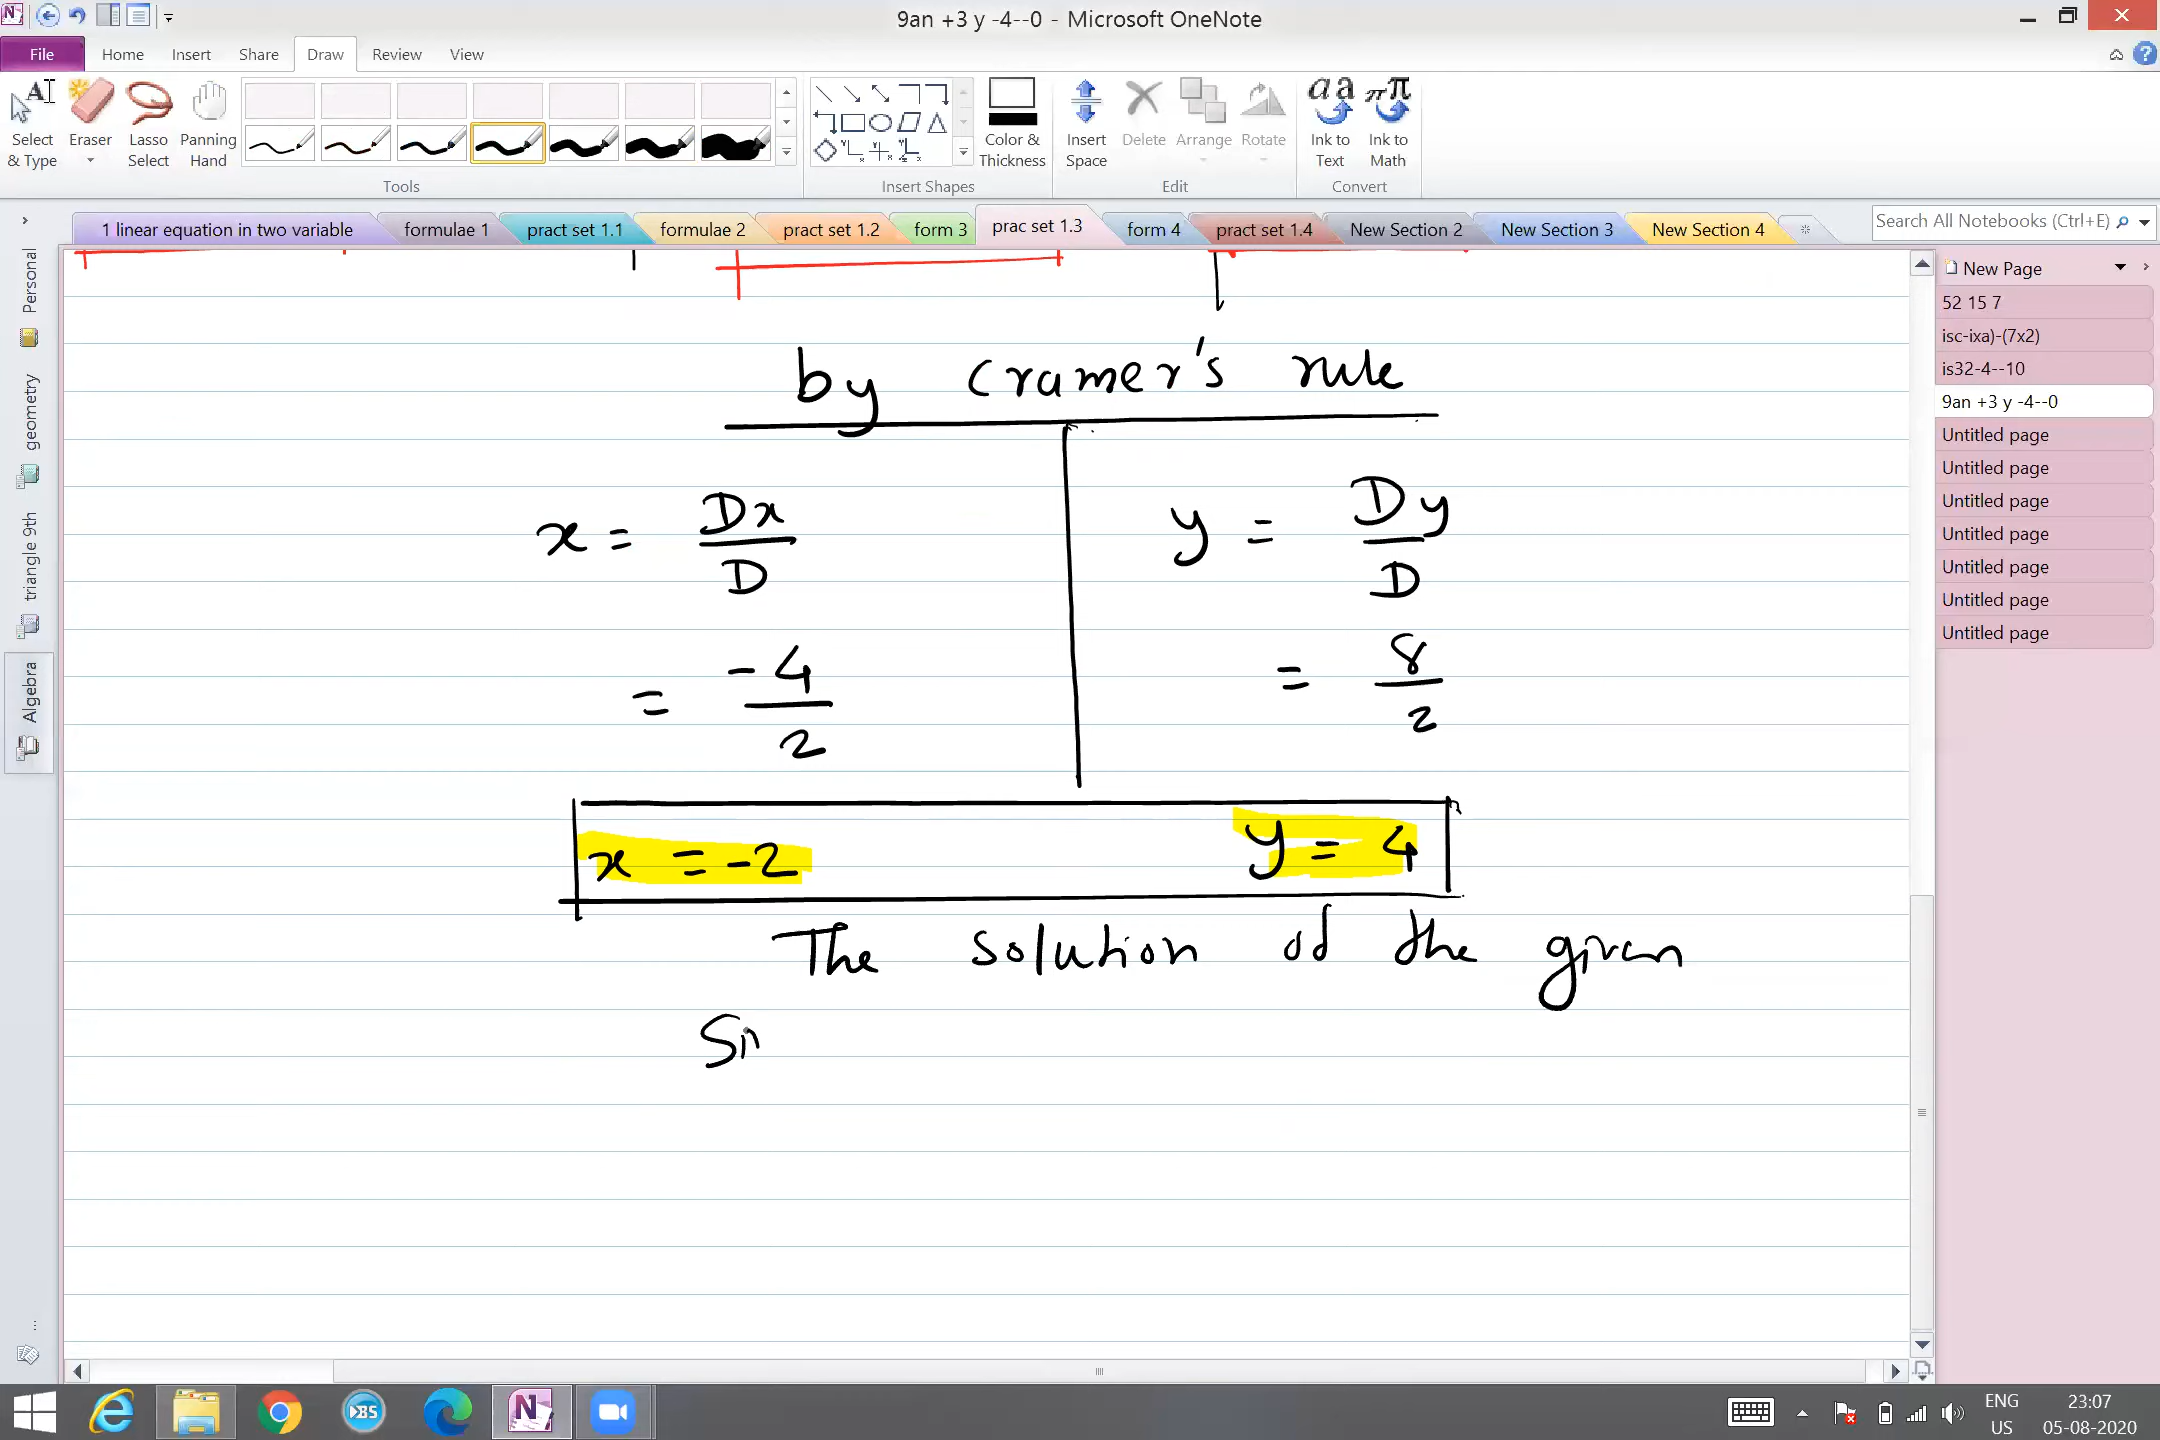 9an +3 y -4--0 - Microsoft OneNote
File Home Insert Share Draw Review View
Select & Type
Eraser
Lasso Select
Panning Hand
Color & Thickness
Insert Space
Delete
Arrange
Rotate
Ink to Text
Ink to Math
Tools
Insert Shapes
Edit
Convert
1 linear equation in two variable formulae 1 pract set 1.1 formulae 2 pract set 1.2 form 3 prac set 1.3 form 4 pract set 1.4 New Section 2 New Section 3 New Section 4
Search All Notebooks (Ctrl+E)
Personal
geometry
triangle 9th
Algebra
New Page
52 15 7
isc-ixa)-(7x2)
is32-4--10
9an +3 y -4--0
Untitled page
Untitled page
Untitled page
Untitled page
Untitled page
Untitled page
Untitled page
by Cramer's rule
x = Dx / D
y = Dy / D
= -4 / 2
= 8 / 2
x = -2
y = 4
The solution of the given
Sin
ENG
US
23:07
05-08-2020